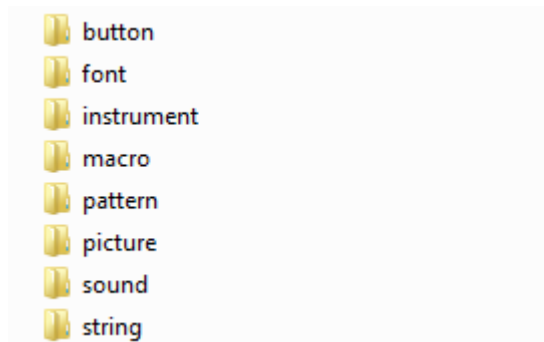 button
font
instrument
macro
pattern
picture
sound
string